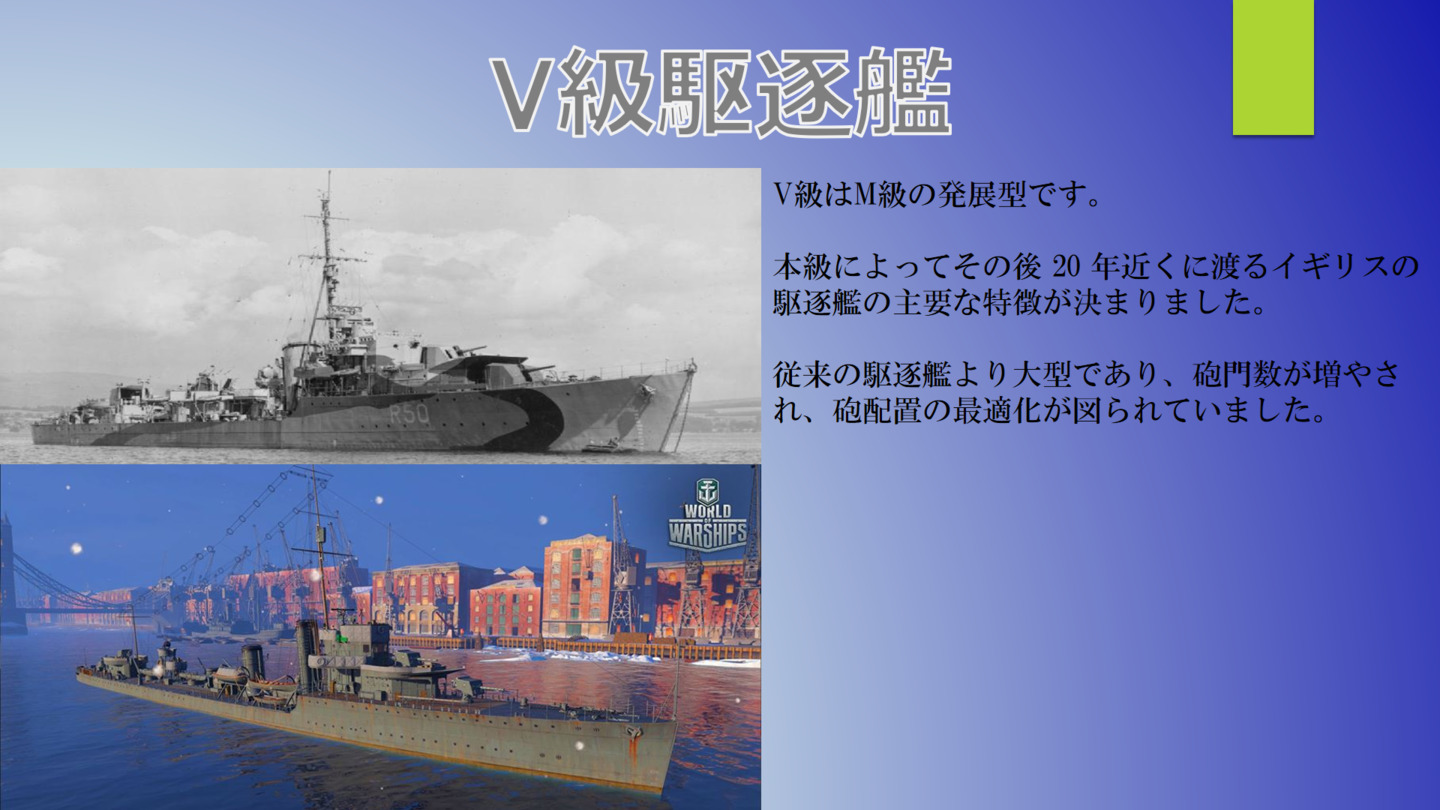 V級駆逐艦
V級はM級の発展型です。
本級によってその後 20 年近くに渡るイギリスの
駆逐艦の主要な特徴が決まりました。
従来の駆逐艦より大型であり、砲門数が増やさ
れ、砲配置の最適化が図られていました。
R50
WORLD
OF
WARSHIPS